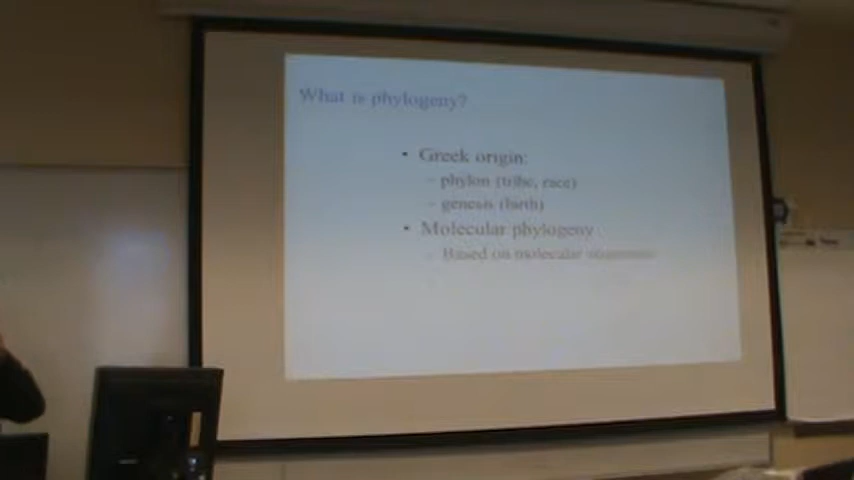 What is phylogeny?
• Greek origin:
– phylon (tribe, race)
– genesis (birth)
• Molecular phylogeny
– Based on molecular